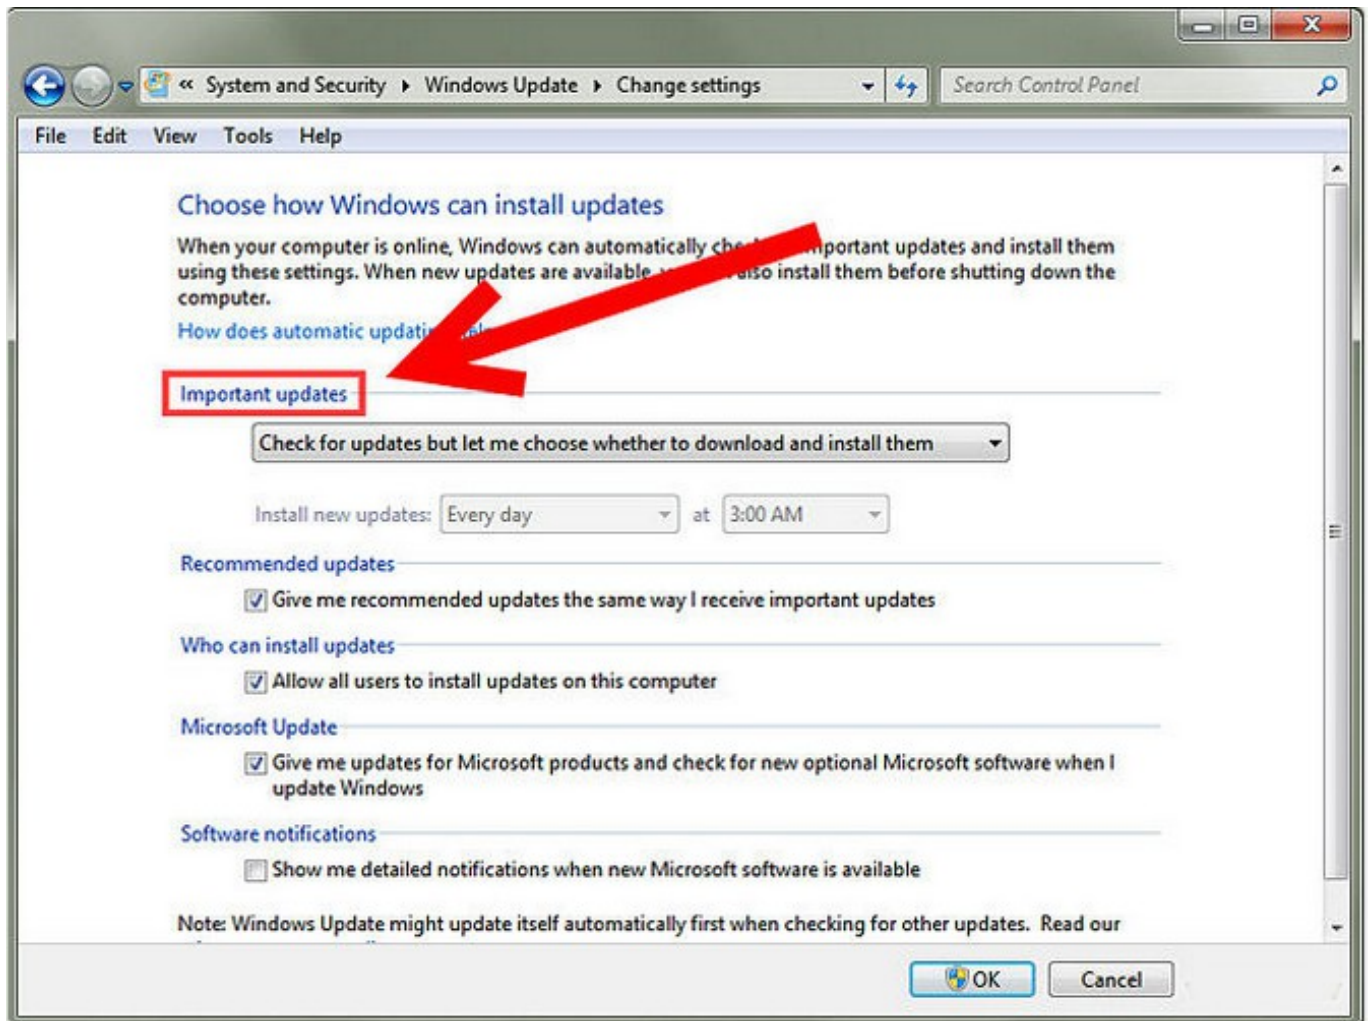 « System and Security ▸ Windows Update ▸ Change settings
Search Control Panel
File Edit View Tools Help
Choose how Windows can install updates
When your computer is online, Windows can automatically important updates and install them
using these settings. When new updates are available, also install them before shutting down the
computer.
How does automatic
Important updates
Check for updates but let me choose whether to download and install them
Install new updates: Every day at 3:00 AM
Recommended updates
Give me recommended updates the same way I receive important updates
Who can install updates
Allow all users to install updates on this computer
Microsoft Update
Give me updates for Microsoft products and check for new optional Microsoft software when I
update Windows
Software notifications
Show me detailed notifications when new Microsoft software is available
Note: Windows Update might update itself automatically first when checking for other updates. Read our
OK Cancel